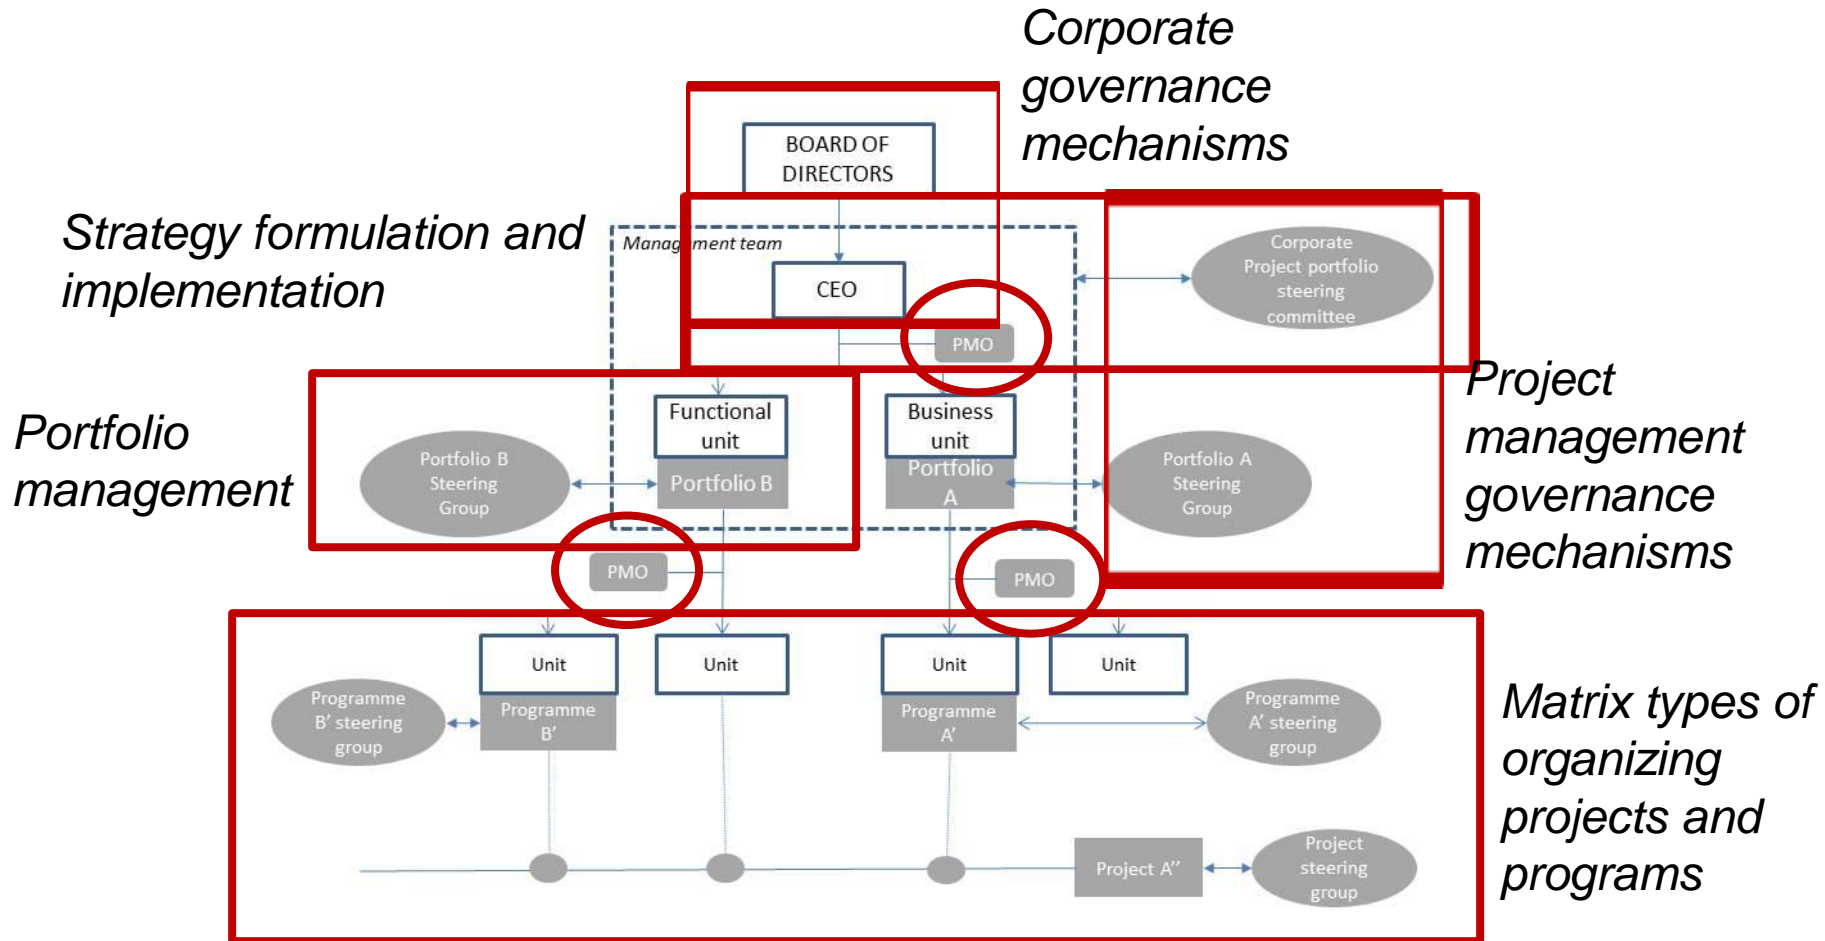 Corporate
governance
mechanisms
BOARD OF
DIRECTORS
Strategy formulation and
implementation
Management team
CEO
Corporate
Project portfolio
steering
committee
PMO
Project
management
governance
mechanisms
Portfolio
management
Functional
unit
Business
unit
Portfolio B
Steering
Group
Portfolio B
Portfolio
A
Portfolio A
Steering
Group
PMO
PMO
Unit
Unit
Unit
Unit
Programme
B' steering
group
Programme
B'
Programme
A'
Programme
A' steering
group
Matrix types of
organizing
projects and
programs
Project A''
Project
steering
group